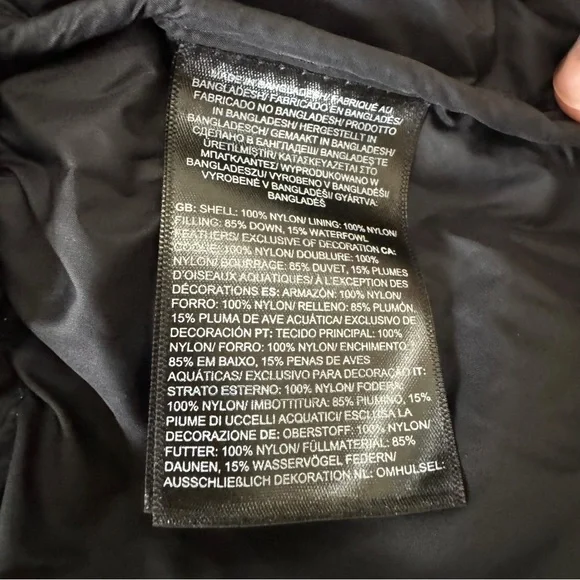 MADE IN BANGLADESH/ FABRIQUÉ AU
BANGLADESH/ FABRICADO EN BANGLADÉS/
FABRICADO NO BANGLADESH/ PRODOTTO
IN BANGLADESH/ HERGESTELLT IN
BANGLADESCH/ GEMAAKT IN BANGLADESH/
СДЕЛАНО В БАНГЛАДЕШ/ BANGLADEŞ'TE
ÜRETİLMİŞTİR/ ΚΑΤΑΣΚΕΥΑΖΕΤΑΙ ΣΤΟ
ΜΠΑΓΚΛΑΝΤΕΣ/ WYPRODUKOWANO W
BANGLADESZU/ VYROBENO V BANGLADÉŠI/
VYROBENÉ V BANGLADÉŠI/ GYÁRTVA:
BANGLADÉS
GB: SHELL: 100% NYLON/ LINING: 100% NYLON/
FILLING: 85% DOWN, 15% WATERFOWL
FEATHERS/ EXCLUSIVE OF DECORATION CA:
100% NYLON/ DOUBLURE: 100%
NYLON/ BOURRAGE: 85% DUVET, 15% PLUMES
D'OISEAUX AQUATIQUES/ À L'EXCEPTION DES
DÉCORATIONS ES: ARMAZÓN: 100% NYLON/
FORRO: 100% NYLON/ RELLENO: 85% PLUMÓN,
15% PLUMA DE AVE ACUÁTICA/ EXCLUSIVO DE
DECORACIÓN PT: TECIDO PRINCIPAL: 100%
NYLON/ FORRO: 100% NYLON/ ENCHIMENTO:
85% EM BAIXO, 15% PENAS DE AVES
AQUÁTICAS/ EXCLUSIVO PARA DECORAÇÃO IT:
STRATO ESTERNO: 100% NYLON/ FODERA:
100% NYLON/ IMBOTTITURA: 85% PIUMINO, 15%
PIUME DI UCCELLI ACQUATICI/ ESCLUSA LA
DECORAZIONE DE: OBERSTOFF: 100% NYLON/
FUTTER: 100% NYLON/ FÜLLMATERIAL: 85%
DAUNEN, 15% WASSERVÖGEL FEDERN/
AUSSCHLIEßLICH DEKORATION NL: OMHULSEL: